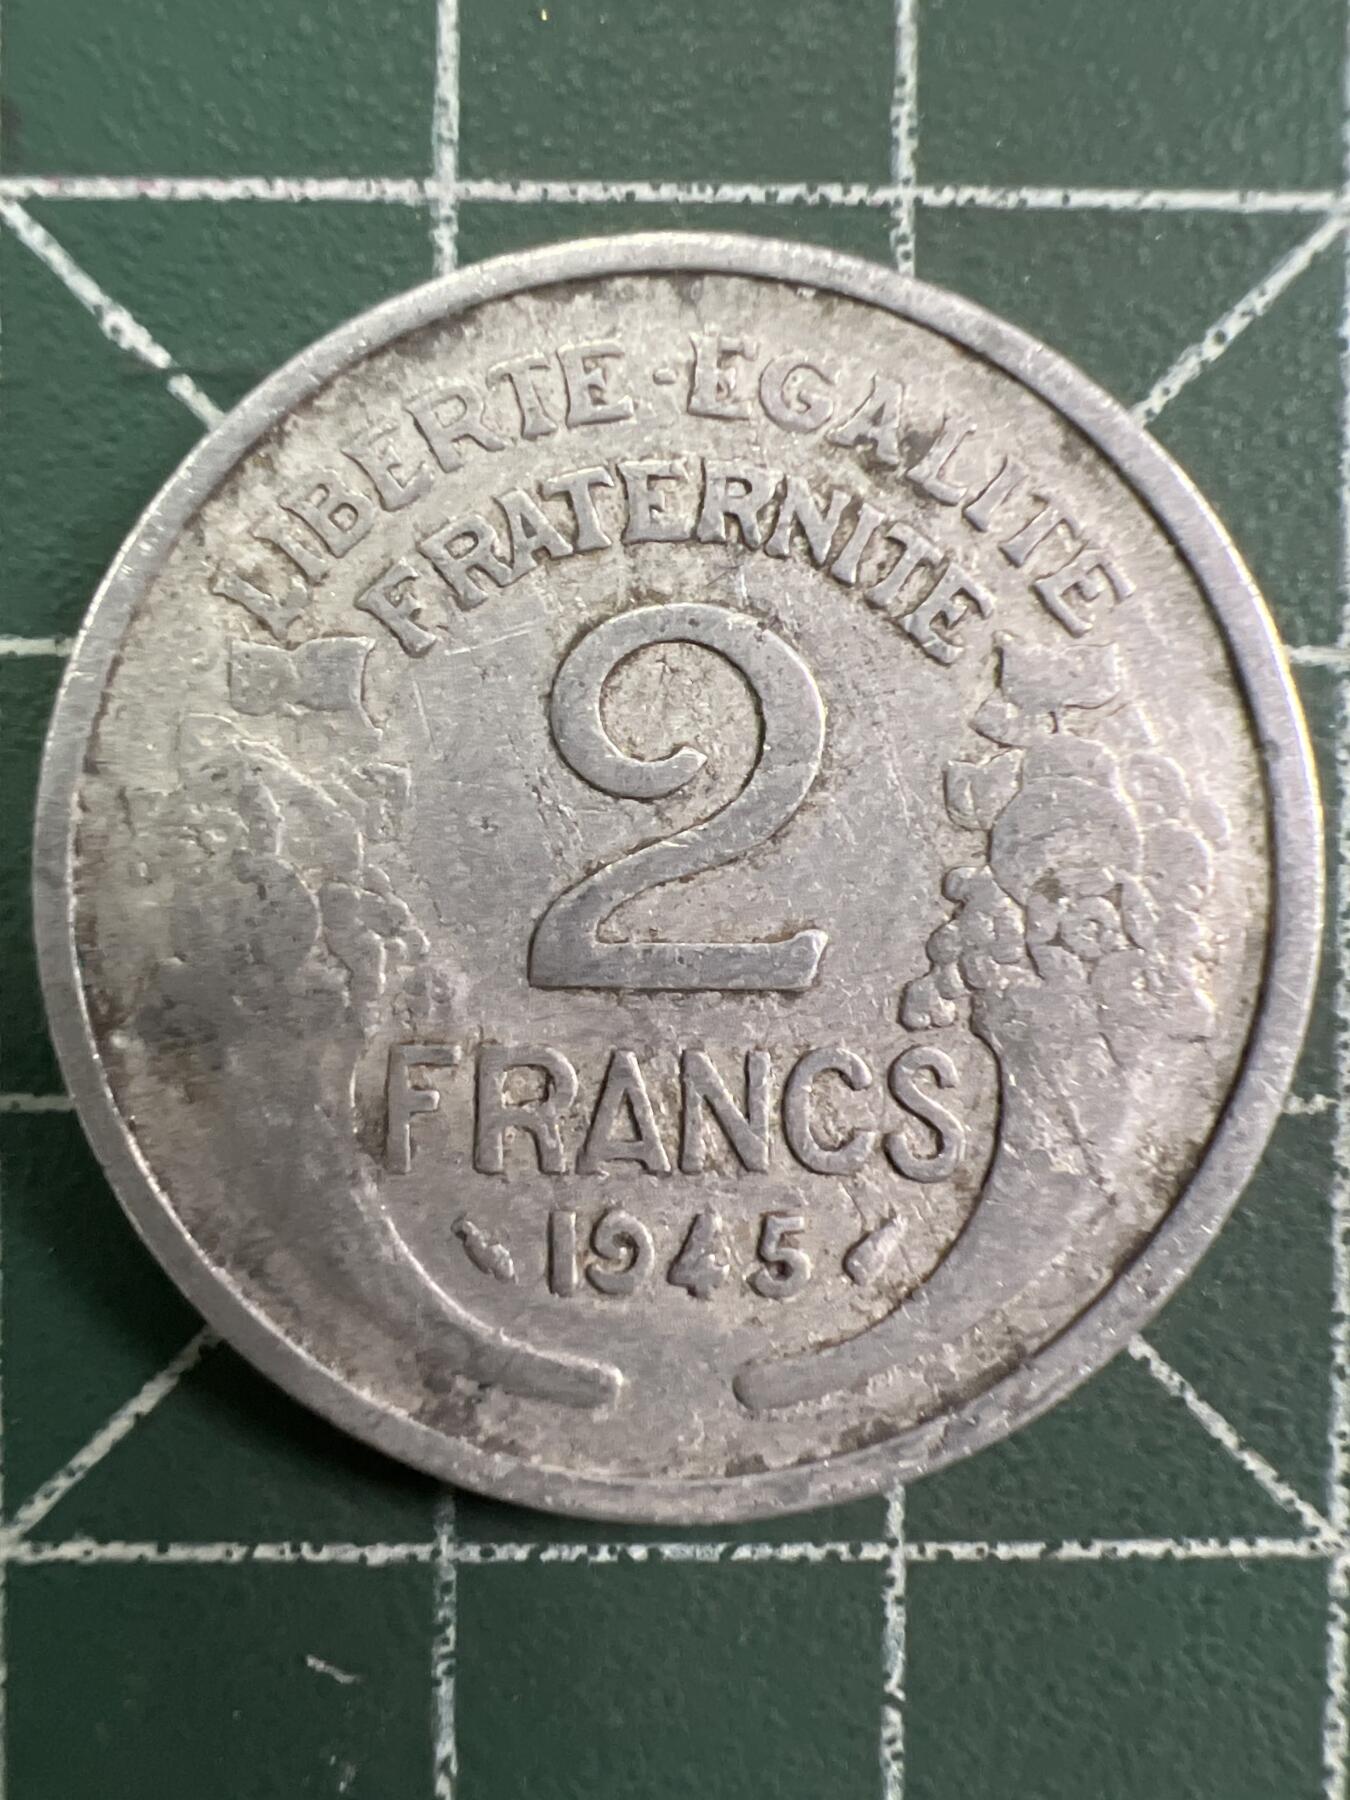 LIBERTE·EGALITE
FRATERNITE
2
FRANCS
1945